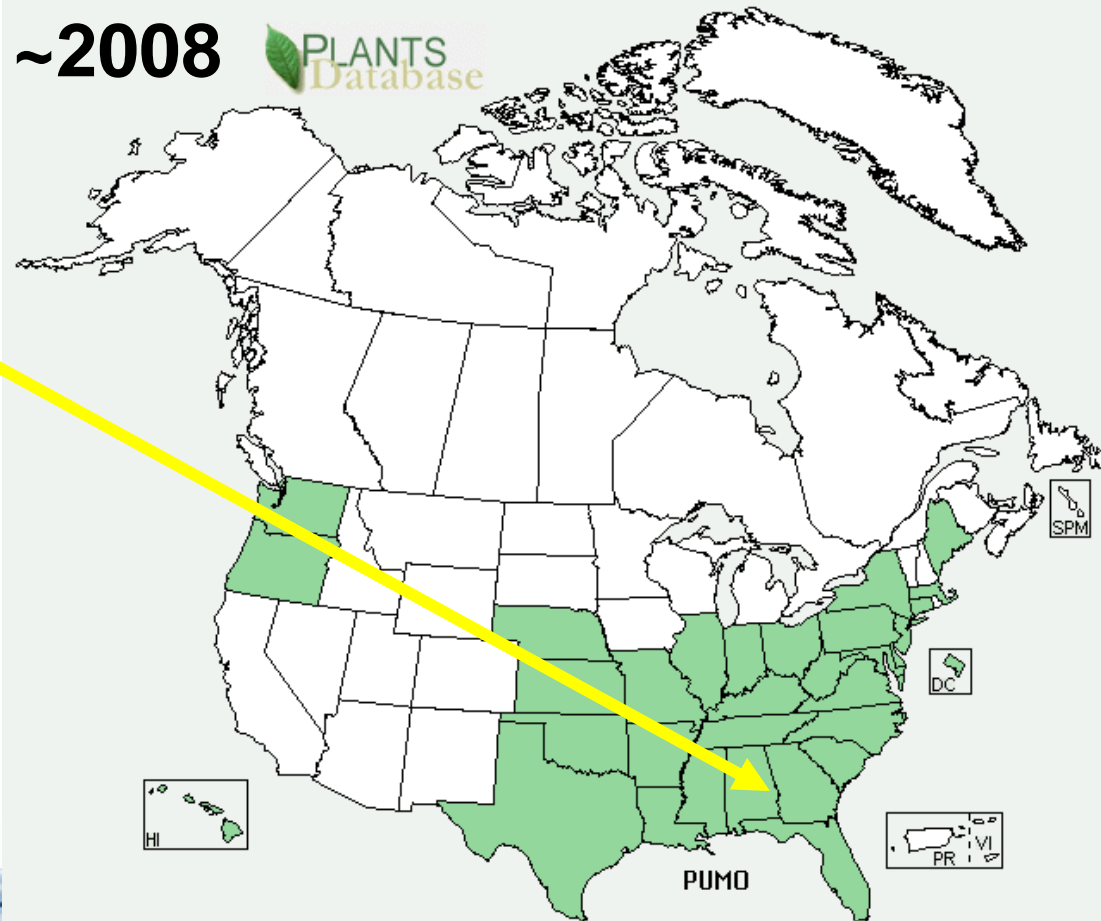 ~2008
PLANTS
Database
SPM
DC
HI
PR
VI
PUMO